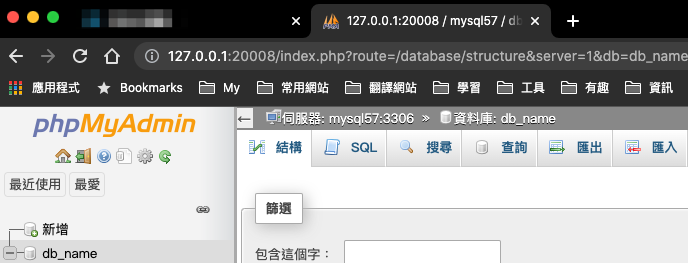 127.0.0.1:20008 / mysql57 / db_
127.0.0.1:20008/index.php?route=/database/structure&server=1&db=db_name
應用程式 Bookmarks My 常用網站 翻譯網站 學習 工具 有趣 資訊
phpMyAdmin
伺服器: mysql57:3306 » 資料庫: db_name
結構 SQL 搜尋 查詢 匯出 匯入
最近使用 最愛
篩選
新增
db_name
包含這個字：